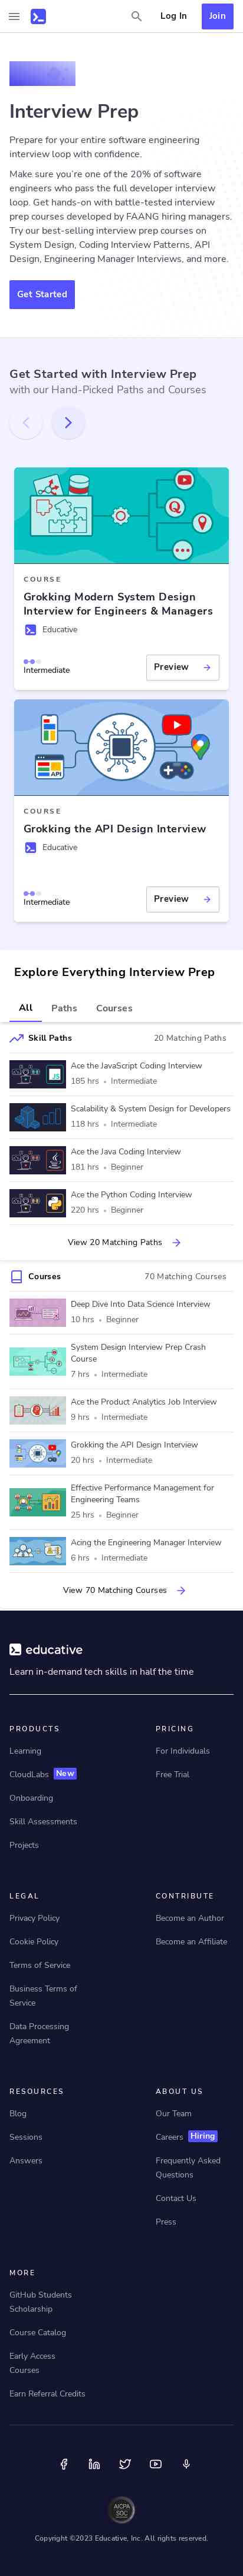 Log In
Join
Interview Prep
Prepare for your entire software engineering
interview loop with confidence.
Make sure you're one of the 20% of software
engineers who pass the full developer interview
loop. Get hands-on with battle-tested interview
prep courses developed by FAANG hiring managers.
Try our best-selling interview prep courses on
System Design, Coding Interview Patterns, API
Design, Engineering Manager Interviews, and more.
Get Started
Get Started with Interview Prep
with our Hand-Picked Paths and Courses
COURSE
Grokking Modern System Design
Interview for Engineers & Managers
Educative
Intermediate
Preview
API
COURSE
Grokking the API Design Interview
Educative
Intermediate
Preview
Explore Everything Interview Prep
All
Paths
Courses
Skill Paths
20 Matching Paths
Ace the JavaScript Coding Interview
185 hrs • Intermediate
Scalability & System Design for Developers
118 hrs • Intermediate
Ace the Java Coding Interview
181 hrs • Beginner
Ace the Python Coding Interview
220 hrs • Beginner
View 20 Matching Paths
Courses
70 Matching Courses
Deep Dive Into Data Science Interview
10 hrs • Beginner
System Design Interview Prep Crash
Course
7 hrs • Intermediate
Ace the Product Analytics Job Interview
9 hrs • Intermediate
Grokking the API Design Interview
20 hrs • Intermediate
Effective Performance Management for
Engineering Teams
25 hrs • Beginner
Acing the Engineering Manager Interview
6 hrs • Intermediate
View 70 Matching Courses
educative
Learn in-demand tech skills in half the time
PRODUCTS
Learning
CloudLabs New
Onboarding
Skill Assessments
Projects
PRICING
For Individuals
Free Trial
LEGAL
Privacy Policy
Cookie Policy
Terms of Service
Business Terms of
Service
Data Processing
Agreement
CONTRIBUTE
Become an Author
Become an Affiliate
RESOURCES
Blog
Sessions
Answers
ABOUT US
Our Team
Careers Hiring
Frequently Asked
Questions
Contact Us
Press
MORE
GitHub Students
Scholarship
Course Catalog
Early Access
Courses
Earn Referral Credits
AICPA
SOC
Copyright ©2023 Educative, Inc. All rights reserved.